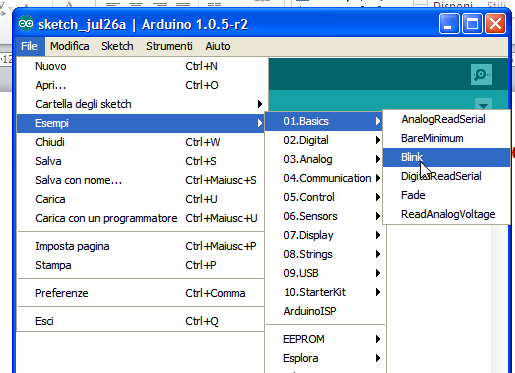 Disponi
Stili
sketch_jul26a | Arduino 1.0.5-r2
File Modifica Sketch Strumenti Aiuto
Nuovo Ctrl+N
Apri... Ctrl+O
Cartella degli sketch
Esempi
Chiudi Ctrl+W
Salva Ctrl+S
Salva con nome... Ctrl+Maiusc+S
Carica Ctrl+U
Carica con un programmatore Ctrl+Maiusc+U
Imposta pagina Ctrl+Maiusc+P
Stampa Ctrl+P
Preferenze Ctrl+Comma
Esci Ctrl+Q
01.Basics
02.Digital
03.Analog
04.Communication
05.Control
06.Sensors
07.Display
08.Strings
09.USB
10.StarterKit
ArduinoISP
EEPROM
Esplora
AnalogReadSerial
BareMinimum
Blink
DigitalReadSerial
Fade
ReadAnalogVoltage